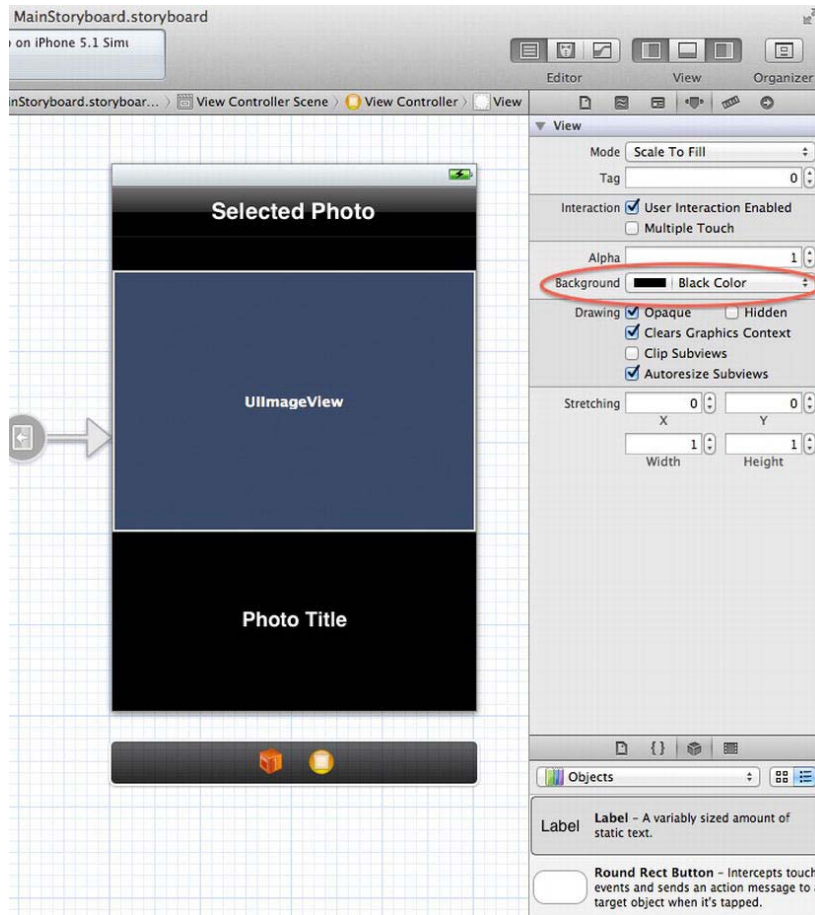 MainStoryboard.storyboard
on iPhone 5.1 Simu
Editor
View
Organizer
inStoryboard.storyboar...
View Controller Scene
View Controller
View
View
Mode
Scale To Fill
Tag
0
Interaction
User Interaction Enabled
Multiple Touch
Alpha
1
Background
Black Color
Drawing
Opaque
Hidden
Clears Graphics Context
Clip Subviews
Autoresize Subviews
Stretching
0
0
X
Y
1
1
Width
Height
Selected Photo
UIImageView
Photo Title
{}
Objects
Label
Label – A variably sized amount of
static text.
Round Rect Button – Intercepts touch
events and sends an action message to
target object when it's tapped.